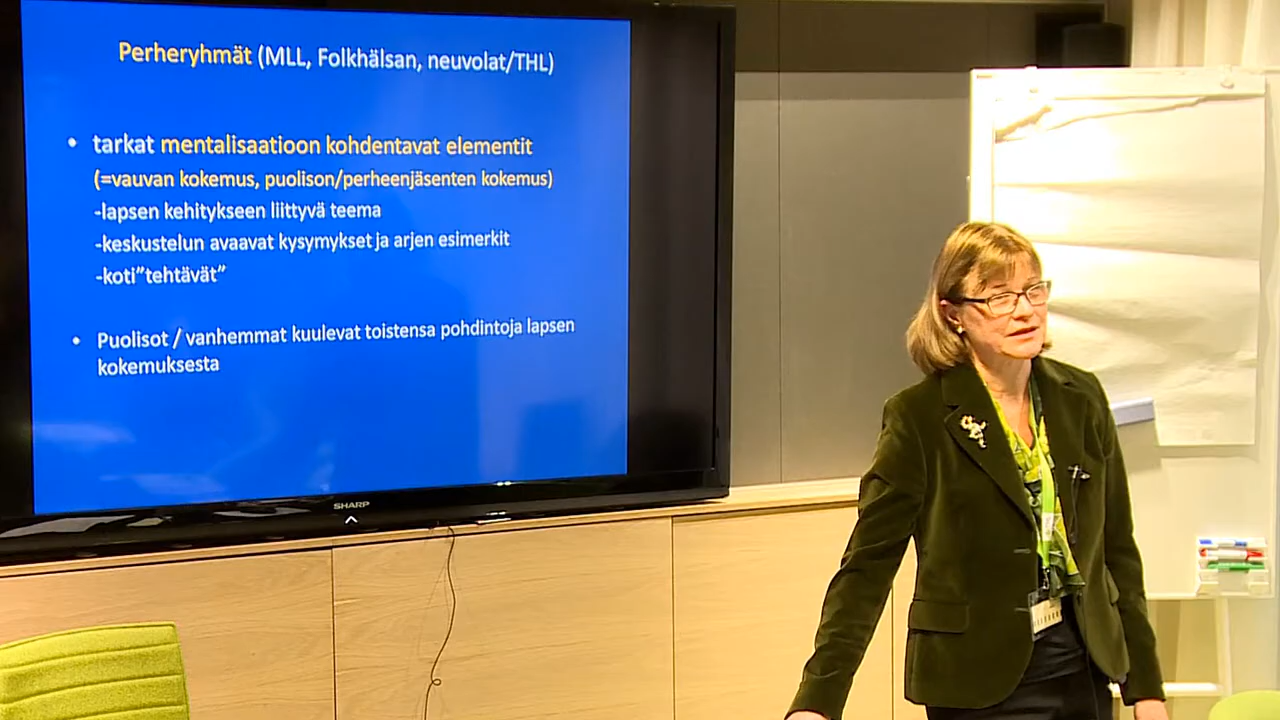 Perheryhmät (MLL, Folkhälsan, neuvolat/THL)
• tarkat mentalisaatioon kohdentavat elementit
(=vauvan kokemus, puolison/perheenjäsenten kokemus)
-lapsen kehitykseen liittyvä teema
-keskustelun avaavat kysymykset ja arjen esimerkit
-koti”tehtävät”
• Puolisot / vanhemmat kuulevat toistensa pohdintoja lapsen
kokemuksesta
SHARP